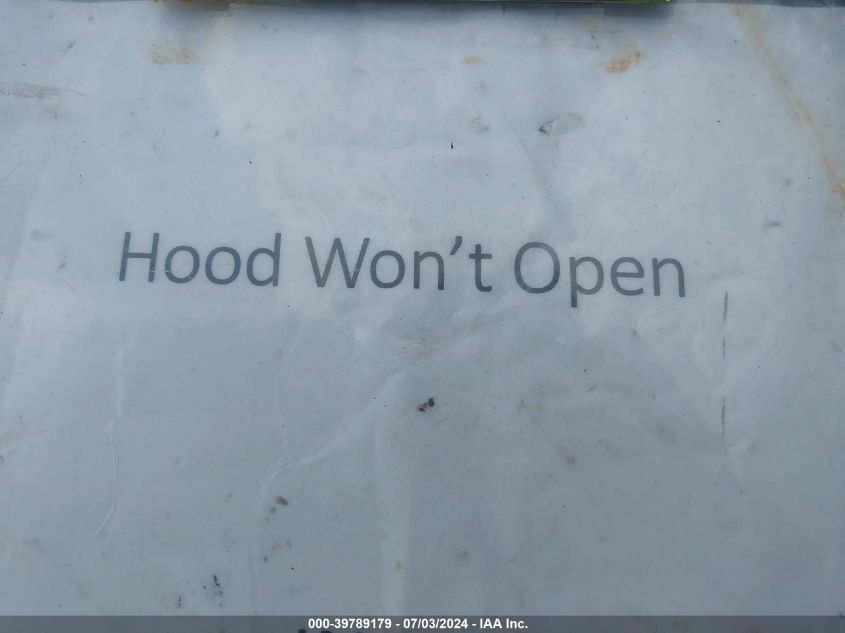 Hood Won’t Open
000-39789179 - 07/03/2024 - IAA Inc.